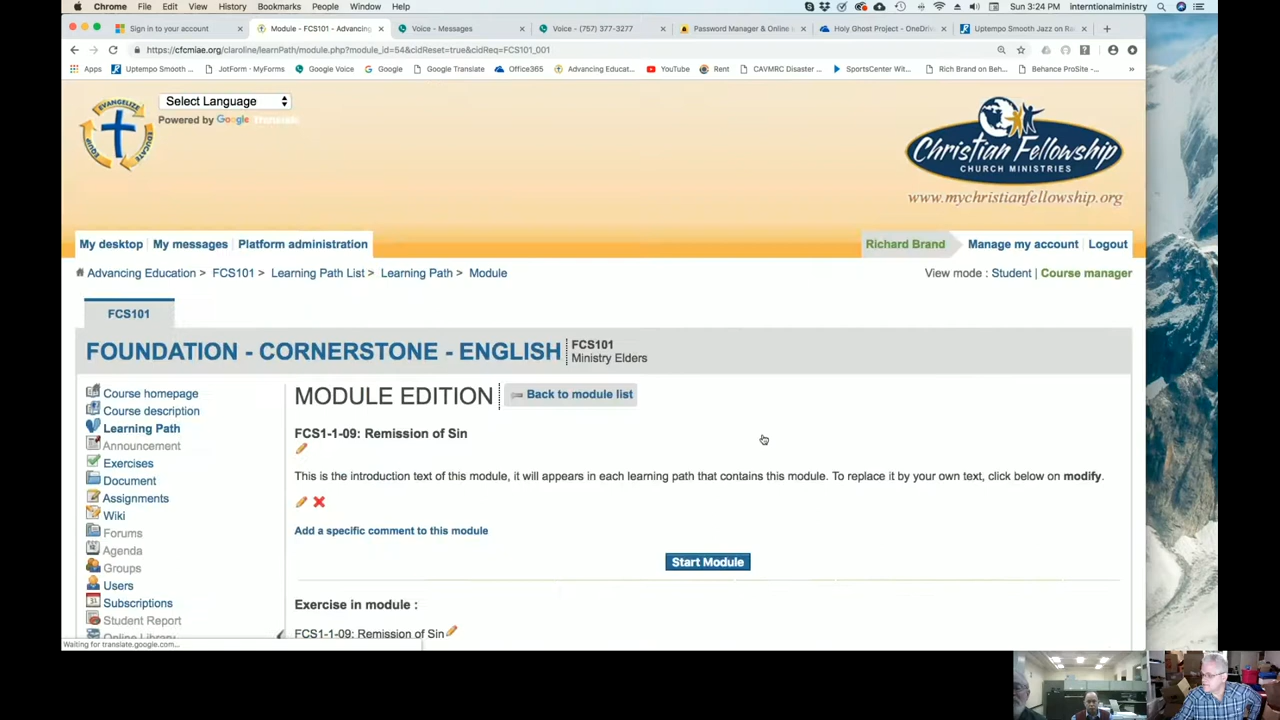 Chrome File Edit View History Bookmarks People Window Help Sun 3:24 PM interntionalministry
Sign in to your account Module - FCS101 - Advancing Voice - Messages Voice - (757) 377-3277 Password Manager & Online Holy Ghost Project - OneDriv Uptempo Smooth Jazz on Ra
https://cfcmiae.org/claroline/learnPath/module.php?module_id=54&cidReset=true&cidReq=FCS101_001
Apps Uptempo Smooth ... JotForm · MyForms Google Voice Google Google Translate Office365 Advancing Educat... YouTube Rent CAVMRC Disaster ... SportsCenter Wit... Rich Brand on Beh... Behance ProSite -... »
EVANGELIZE EDUCATE EQUIP
Select Language
Powered by Google Translate
Christian Fellowship
CHURCH MINISTRIES
www.mychristianfellowship.org
My desktop My messages Platform administration Richard Brand Manage my account Logout
Advancing Education > FCS101 > Learning Path List > Learning Path > Module View mode : Student | Course manager
FCS101
FOUNDATION - CORNERSTONE - ENGLISH
FCS101
Ministry Elders
Course homepage
Course description
Learning Path
Announcement
Exercises
Document
Assignments
Wiki
Forums
Agenda
Groups
Users
Subscriptions
Student Report
Online Library
MODULE EDITION Back to module list
FCS1-1-09: Remission of Sin
This is the introduction text of this module, it will appears in each learning path that contains this module. To replace it by your own text, click below on modify.
Add a specific comment to this module
Start Module
Exercise in module :
FCS1-1-09: Remission of Sin
Waiting for translate.google.com...